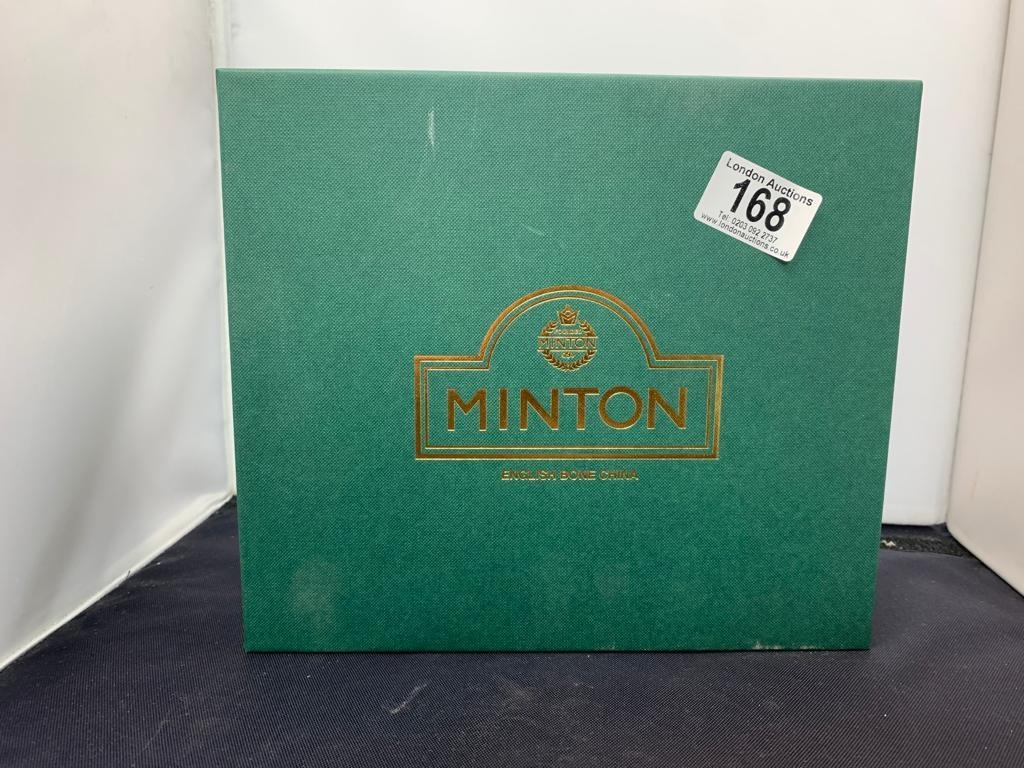 London Auctions
168
Tel: 0203 092 2737
www.londonauctions.co.uk
MINTON
MINTON
ENGLISH BONE CHINA